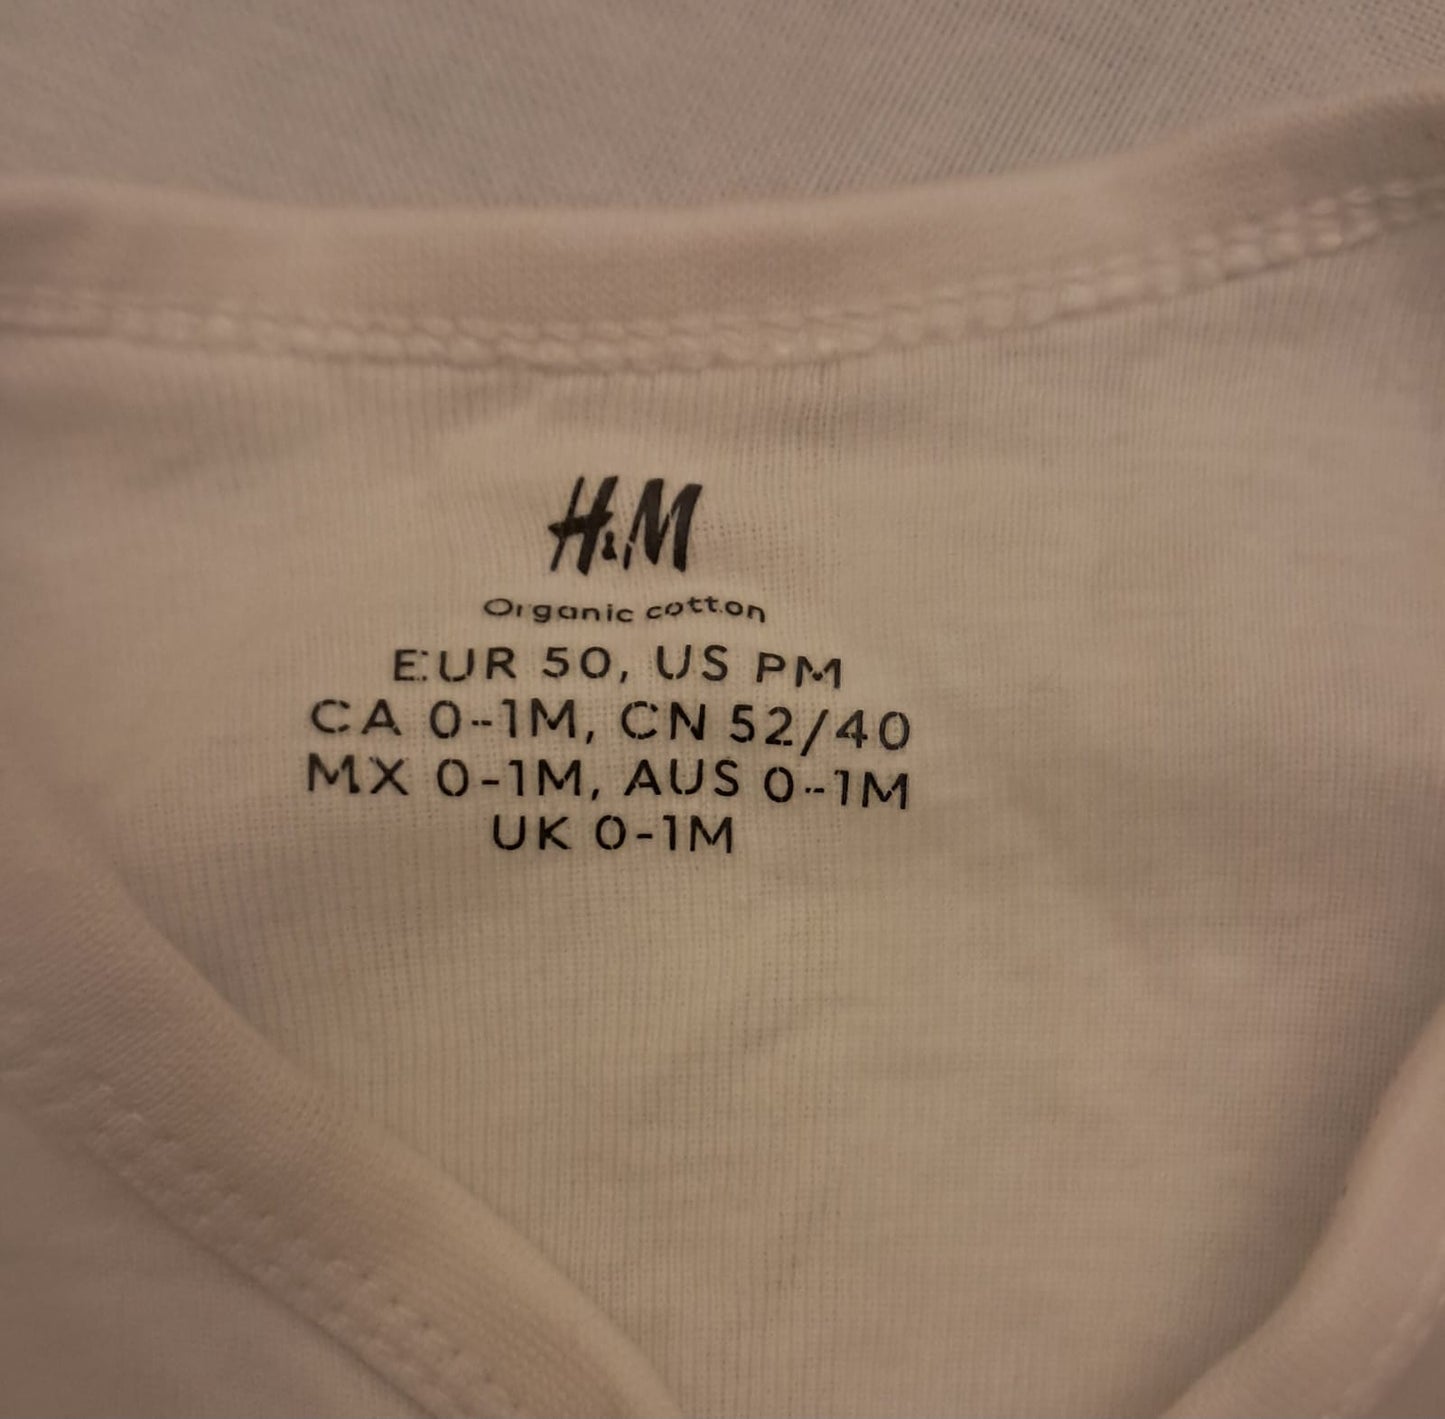 H&M
Organic cotton
EUR 50, US PM
CA 0-1M, CN 52/40
MX 0-1M, AUS 0-1M
UK 0-1M